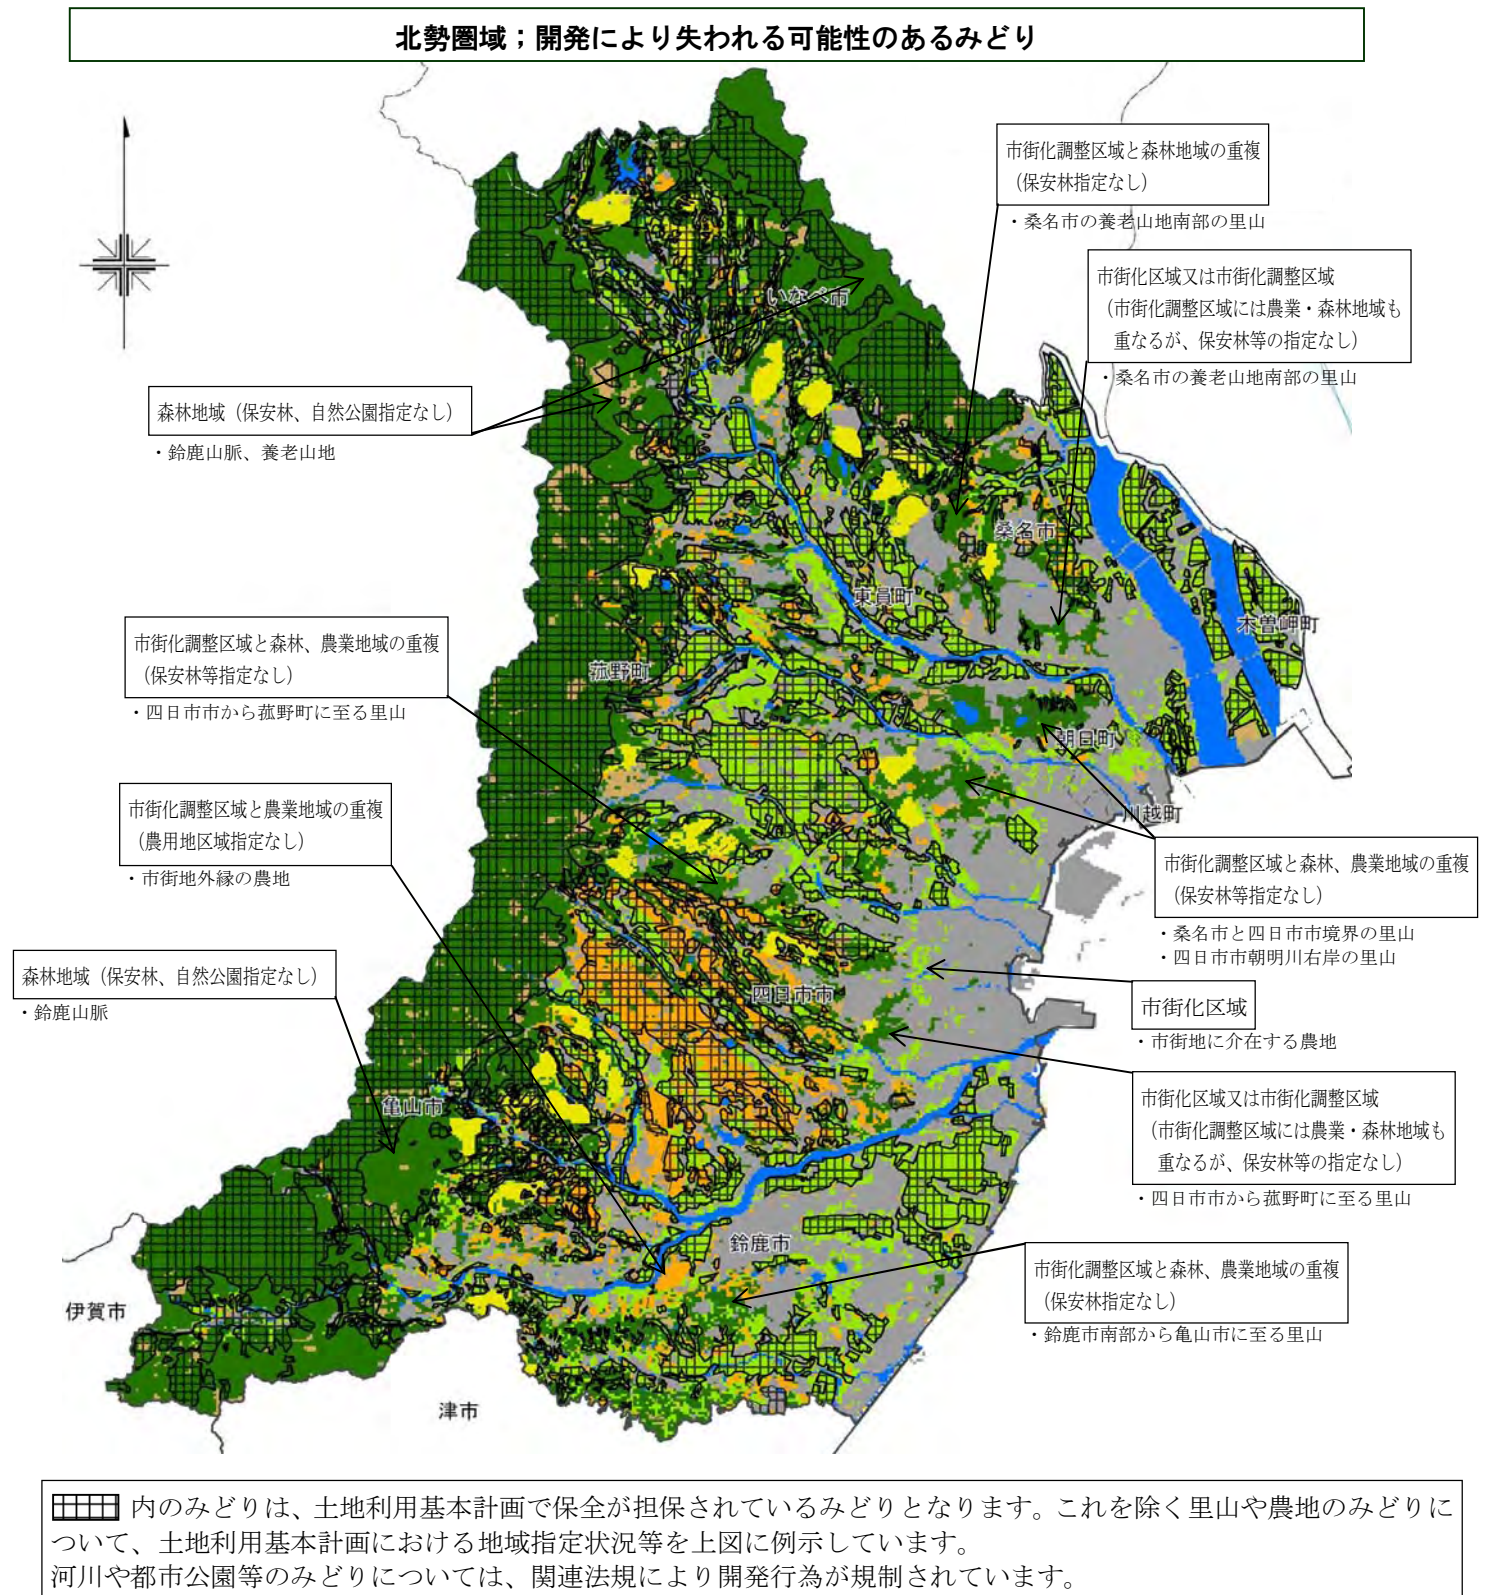 北勢圏域；開発により失われる可能性のあるみどり
市街化調整区域と森林地域の重複
（保安林指定なし）
・桑名市の養老山地南部の里山
市街化区域又は市街化調整区域
（市街化調整区域には農業・森林地域も
重なるが、保安林等の指定なし）
・桑名市の養老山地南部の里山
いなべ市
森林地域（保安林、自然公園指定なし）
・鈴鹿山脈、養老山地
桑名市
東員町
木曽岬町
市街化調整区域と森林、農業地域の重複
（保安林等指定なし）
・四日市市から菰野町に至る里山
菰野町
朝日町
川越町
市街化調整区域と農業地域の重複
（農用地区域指定なし）
・市街地外縁の農地
市街化調整区域と森林、農業地域の重複
（保安林等指定なし）
・桑名市と四日市市境界の里山
・四日市市朝明川右岸の里山
森林地域（保安林、自然公園指定なし）
・鈴鹿山脈
四日市市
市街化区域
・市街地に介在する農地
亀山市
市街化区域又は市街化調整区域
（市街化調整区域には農業・森林地域も
重なるが、保安林等の指定なし）
・四日市市から菰野町に至る里山
鈴鹿市
市街化調整区域と森林、農業地域の重複
（保安林指定なし）
・鈴鹿市南部から亀山市に至る里山
伊賀市
津市
内のみどりは、土地利用基本計画で保全が担保されているみどりとなります。これを除く里山や農地のみどりに
ついて、土地利用基本計画における地域指定状況等を上図に例示しています。
河川や都市公園等のみどりについては、関連法規により開発行為が規制されています。